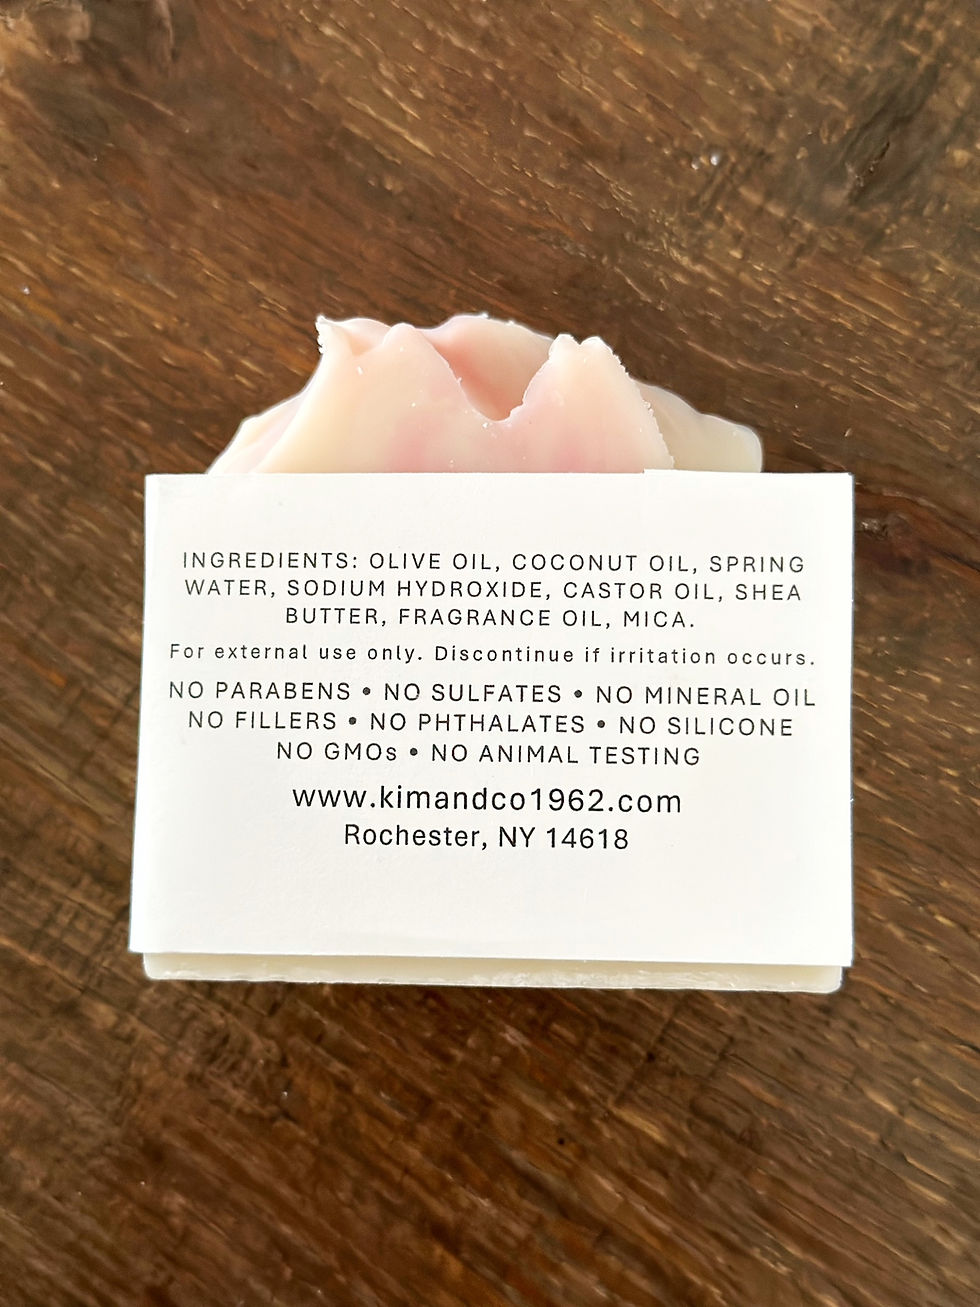 INGREDIENTS: OLIVE OIL, COCONUT OIL, SPRING
WATER, SODIUM HYDROXIDE, CASTOR OIL, SHEA
BUTTER, FRAGRANCE OIL, MICA.
For external use only. Discontinue if irritation occurs.
NO PARABENS • NO SULFATES • NO MINERAL OIL
NO FILLERS • NO PHTHALATES • NO SILICONE
NO GMOs • NO ANIMAL TESTING
www.kimandco1962.com
Rochester, NY 14618